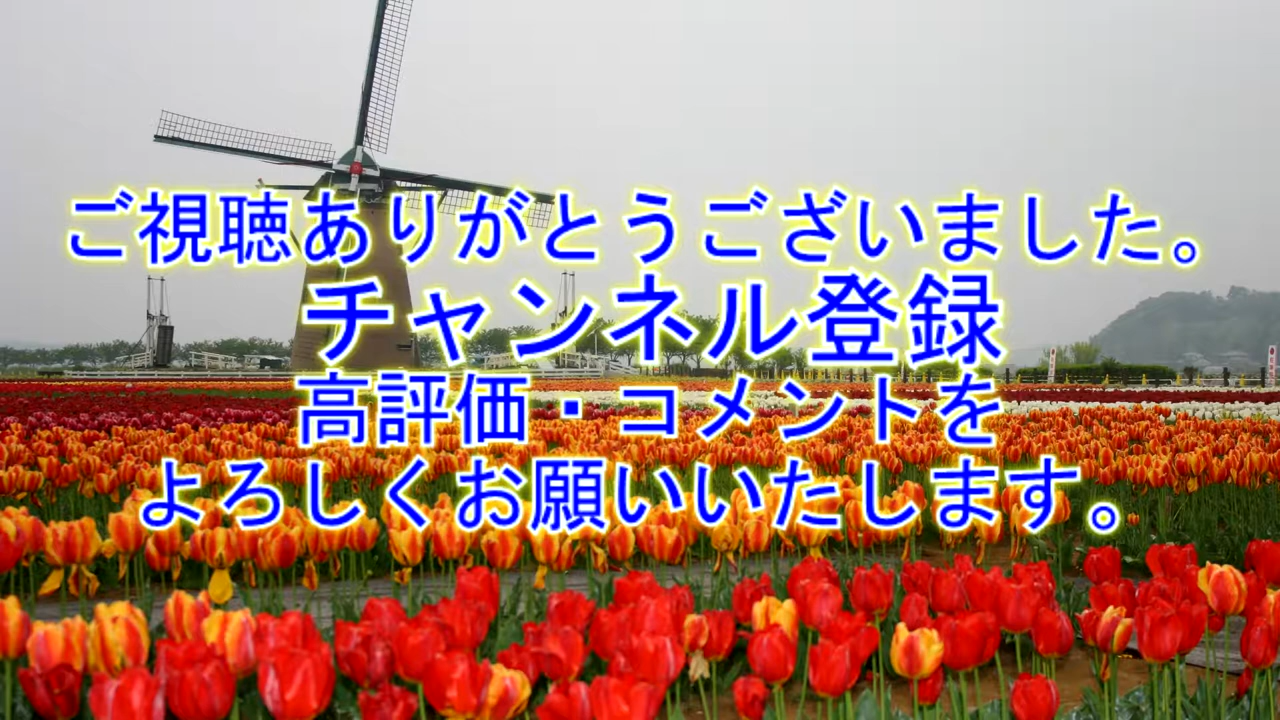 ご視聴ありがとうございました。
チャンネル登録
高評価・コメントを
よろしくお願いいたします。